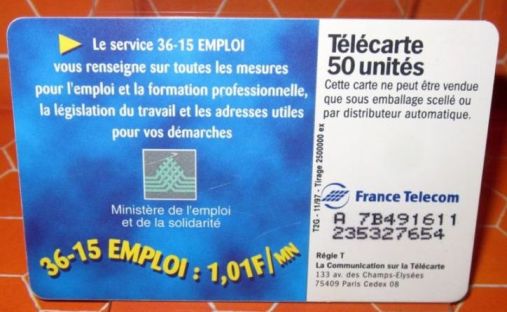 Le service 36-15 EMPLOI
vous renseigne sur toutes les mesures
pour l'emploi et la formation professionnelle,
la législation du travail et les adresses utiles
pour vos démarches
Ministère de l'emploi
et de la solidarité
36-15 EMPLOI : 1,01F/MN
Télécarte
50 unités
Cette carte ne peut être vendue
que sous emballage scellé ou
par distributeur automatique.
T2G - 11/97 - Tirage 2500000 ex
France Telecom
A 7B491611
235327654
Régie T
La Communication sur la Télécarte
133 av. des Champs-Elysées
75409 Paris Cedex 08